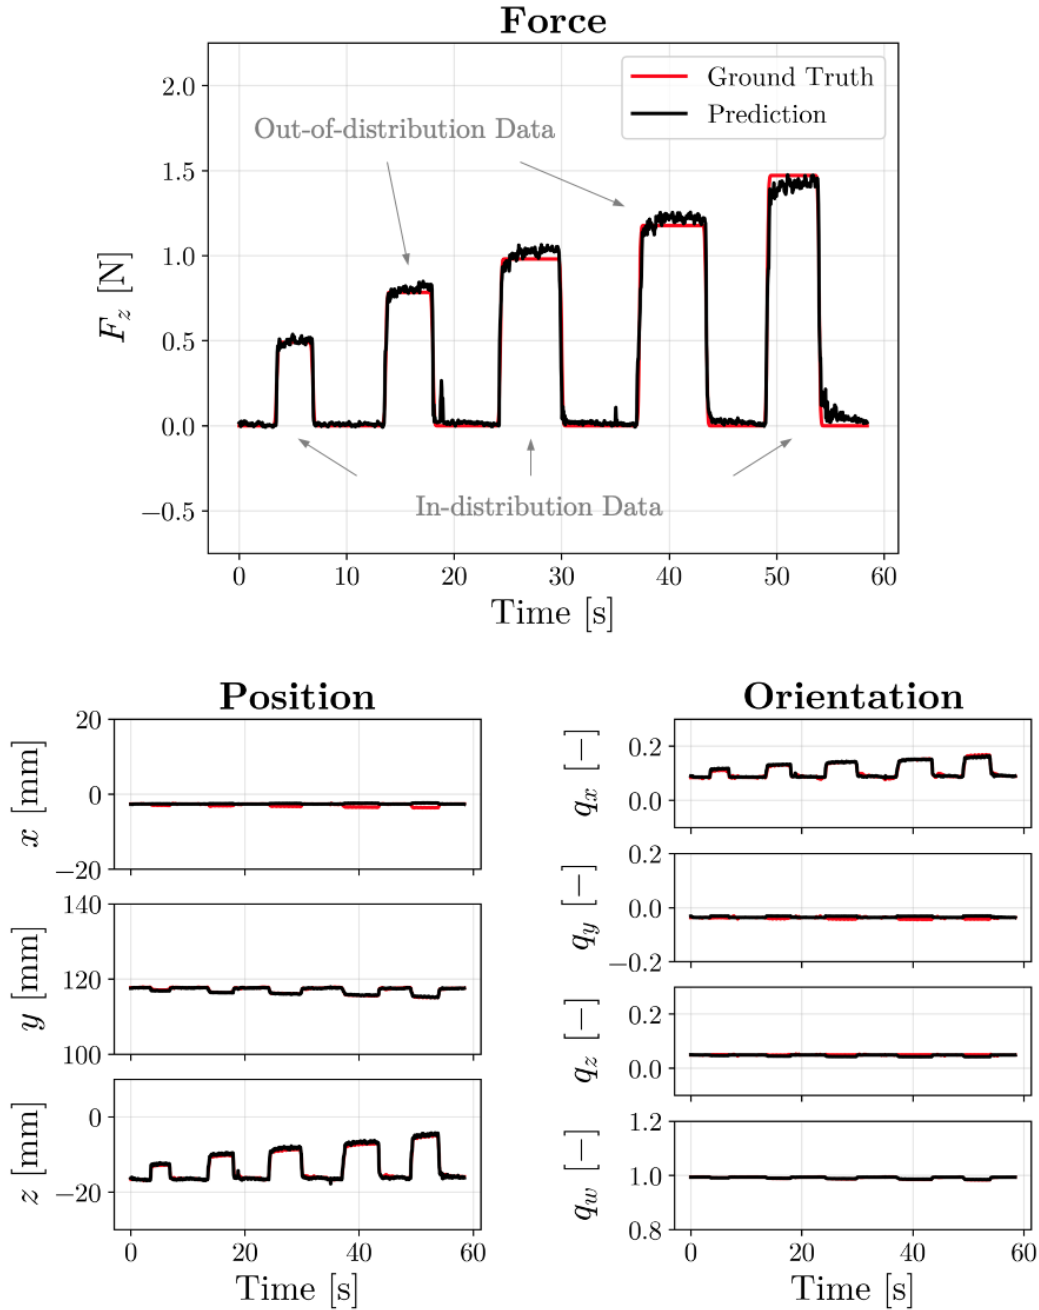 Force
Ground Truth
Prediction
Out-of-distribution Data
In-distribution Data
2.0
1.5
1.0
0.5
0.0
−0.5
F_z [N]
0 10 20 30 40 50 60
Time [s]
Position
20
0
−20
x [mm]
140
120
100
y [mm]
0
−20
z [mm]
0 20 40 60
Time [s]
Orientation
0.2
0.0
q_x [−]
0.2
0.0
−0.2
q_y [−]
0.2
0.0
q_z [−]
1.2
1.0
0.8
q_w [−]
0 20 40 60
Time [s]